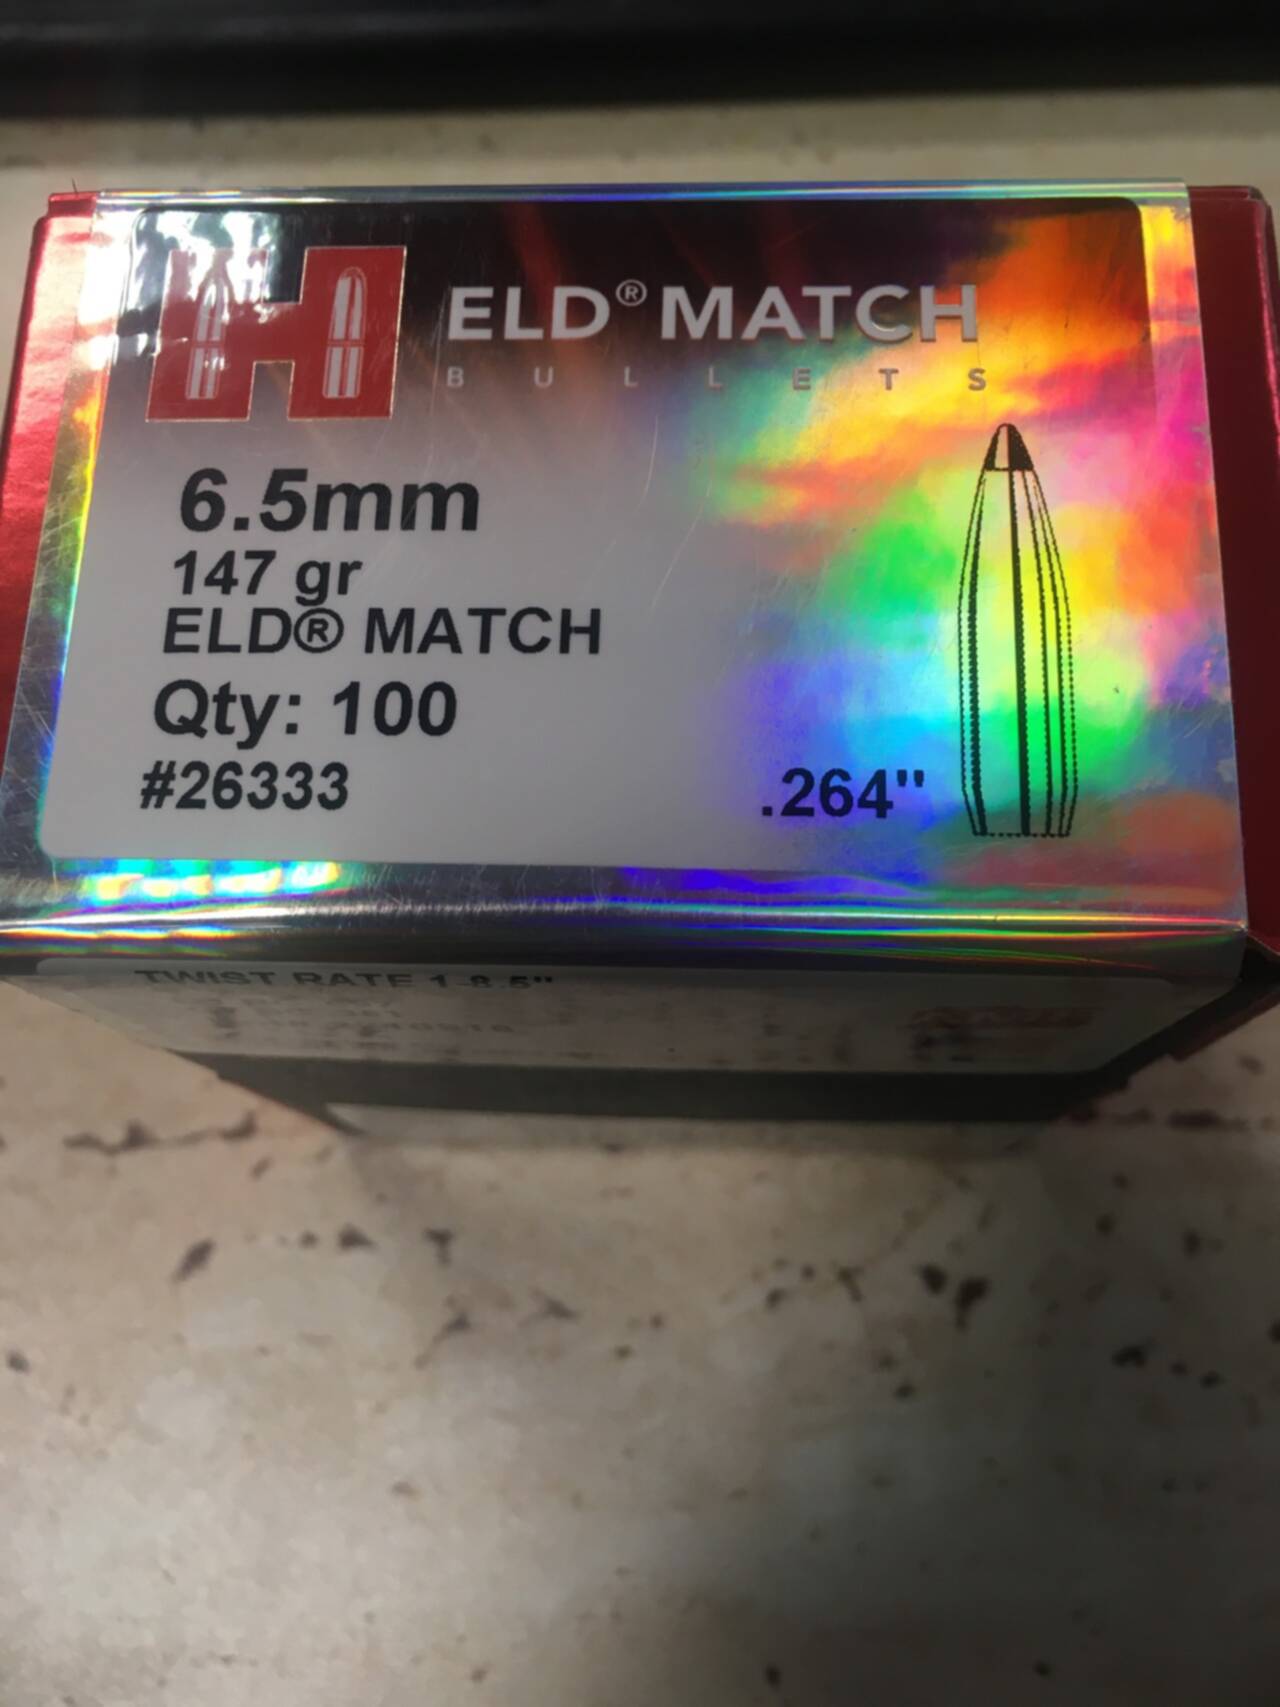 ELD® MATCH
BULLETS
6.5mm
147 gr
ELD® MATCH
Qty: 100
#26333
.264"
TWIST RATE 1-8.5"